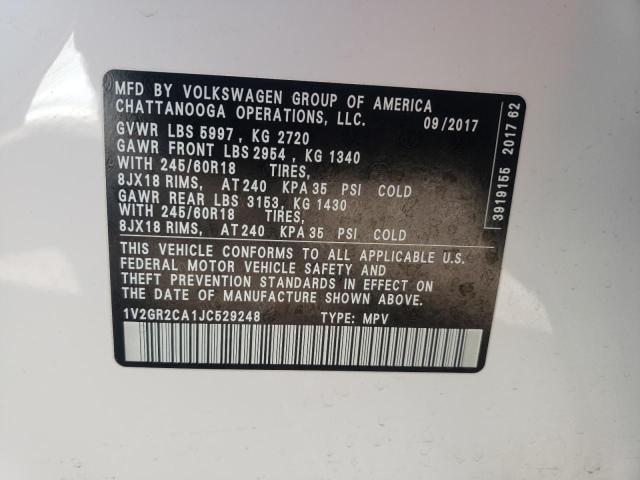 MFD BY VOLKSWAGEN GROUP OF AMERICA
CHATTANOOGA OPERATIONS, LLC. 09/2017
GVWR LBS 5997, KG 2720
GAWR FRONT LBS 2954, KG 1340
WITH 245/60R18 TIRES,
8JX18 RIMS, AT 240 KPA 35 PSI COLD
GAWR REAR LBS 3153, KG 1430
WITH 245/60R18 TIRES,
8JX18 RIMS, AT 240 KPA 35 PSI COLD
THIS VEHICLE CONFORMS TO ALL APPLICABLE U.S.
FEDERAL MOTOR VEHICLE SAFETY AND
THEFT PREVENTION STANDARDS IN EFFECT ON
THE DATE OF MANUFACTURE SHOWN ABOVE.
1V2GR2CA1JC529248 TYPE: MPV
3919155 2017 62